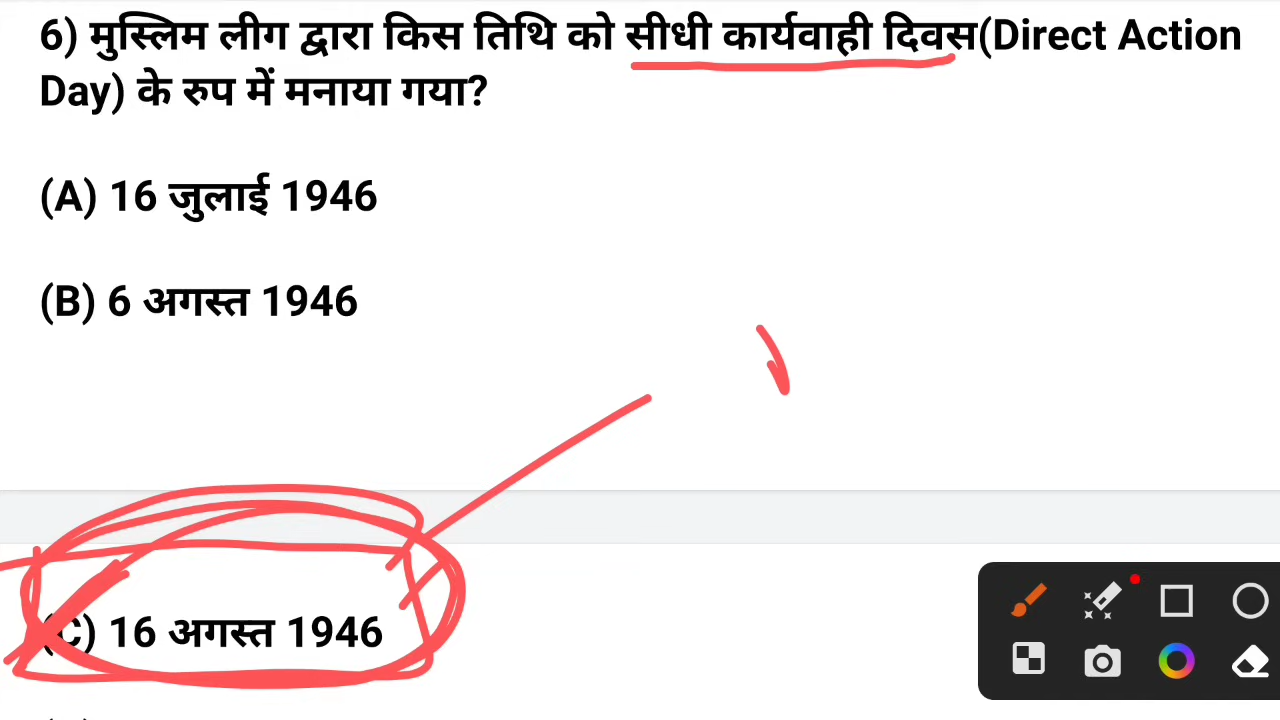 6) मुस्लिम लीग द्वारा किस तिथि को सीधी कार्यवाही दिवस(Direct Action
Day) के रुप में मनाया गया?
(A) 16 जुलाई 1946
(B) 6 अगस्त 1946
(C) 16 अगस्त 1946